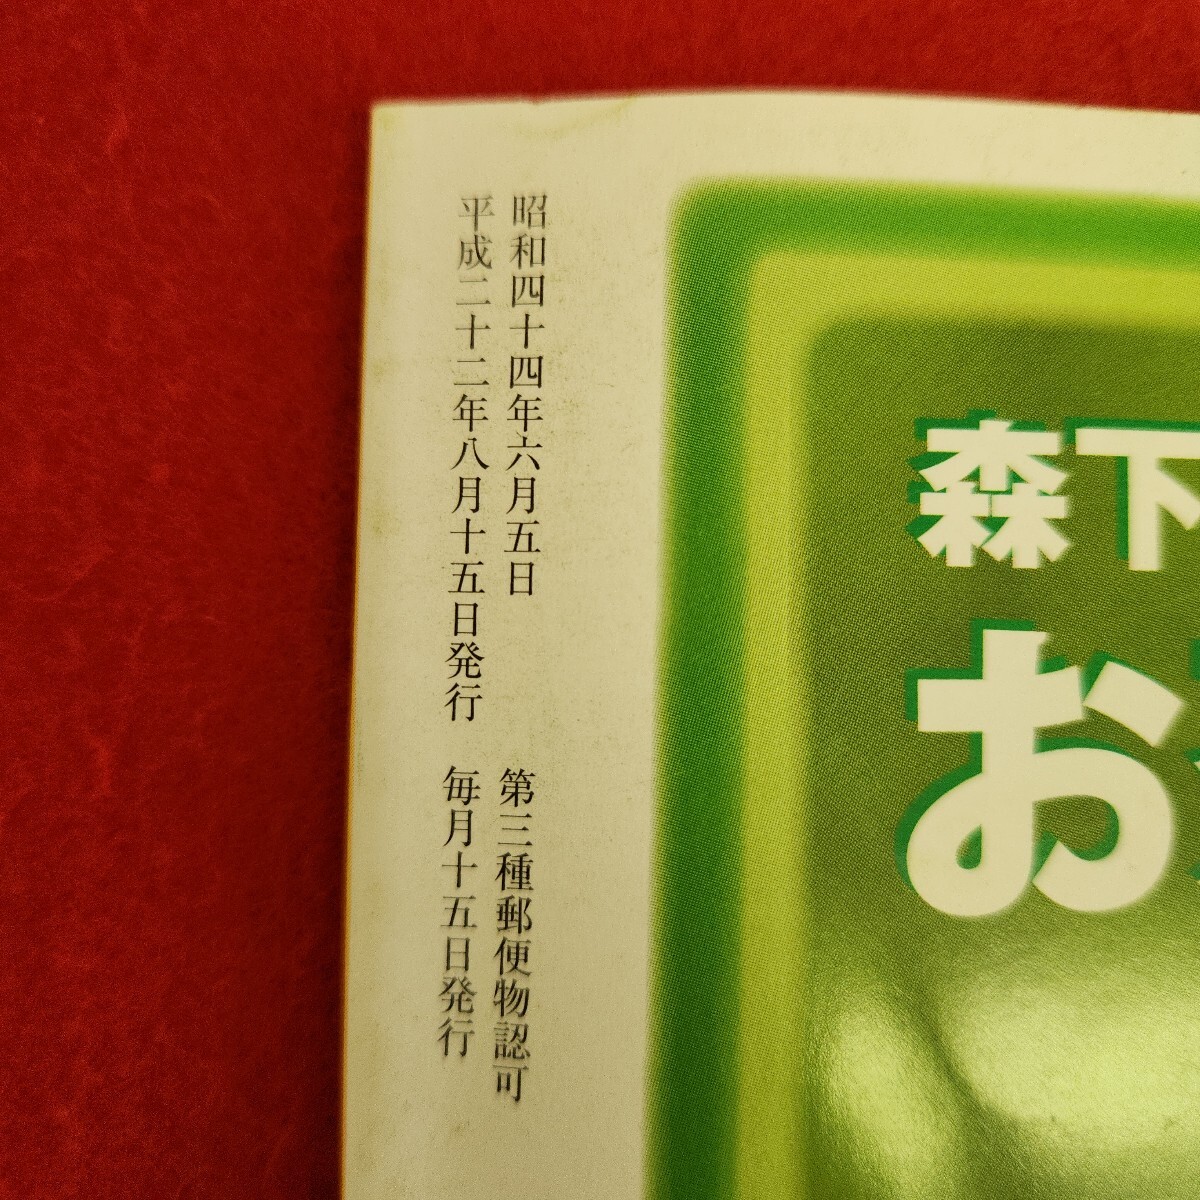 昭和四十四年六月五日 第三種郵便物認可
平成二十二年八月十五日発行 毎月十五日発行
森下
お